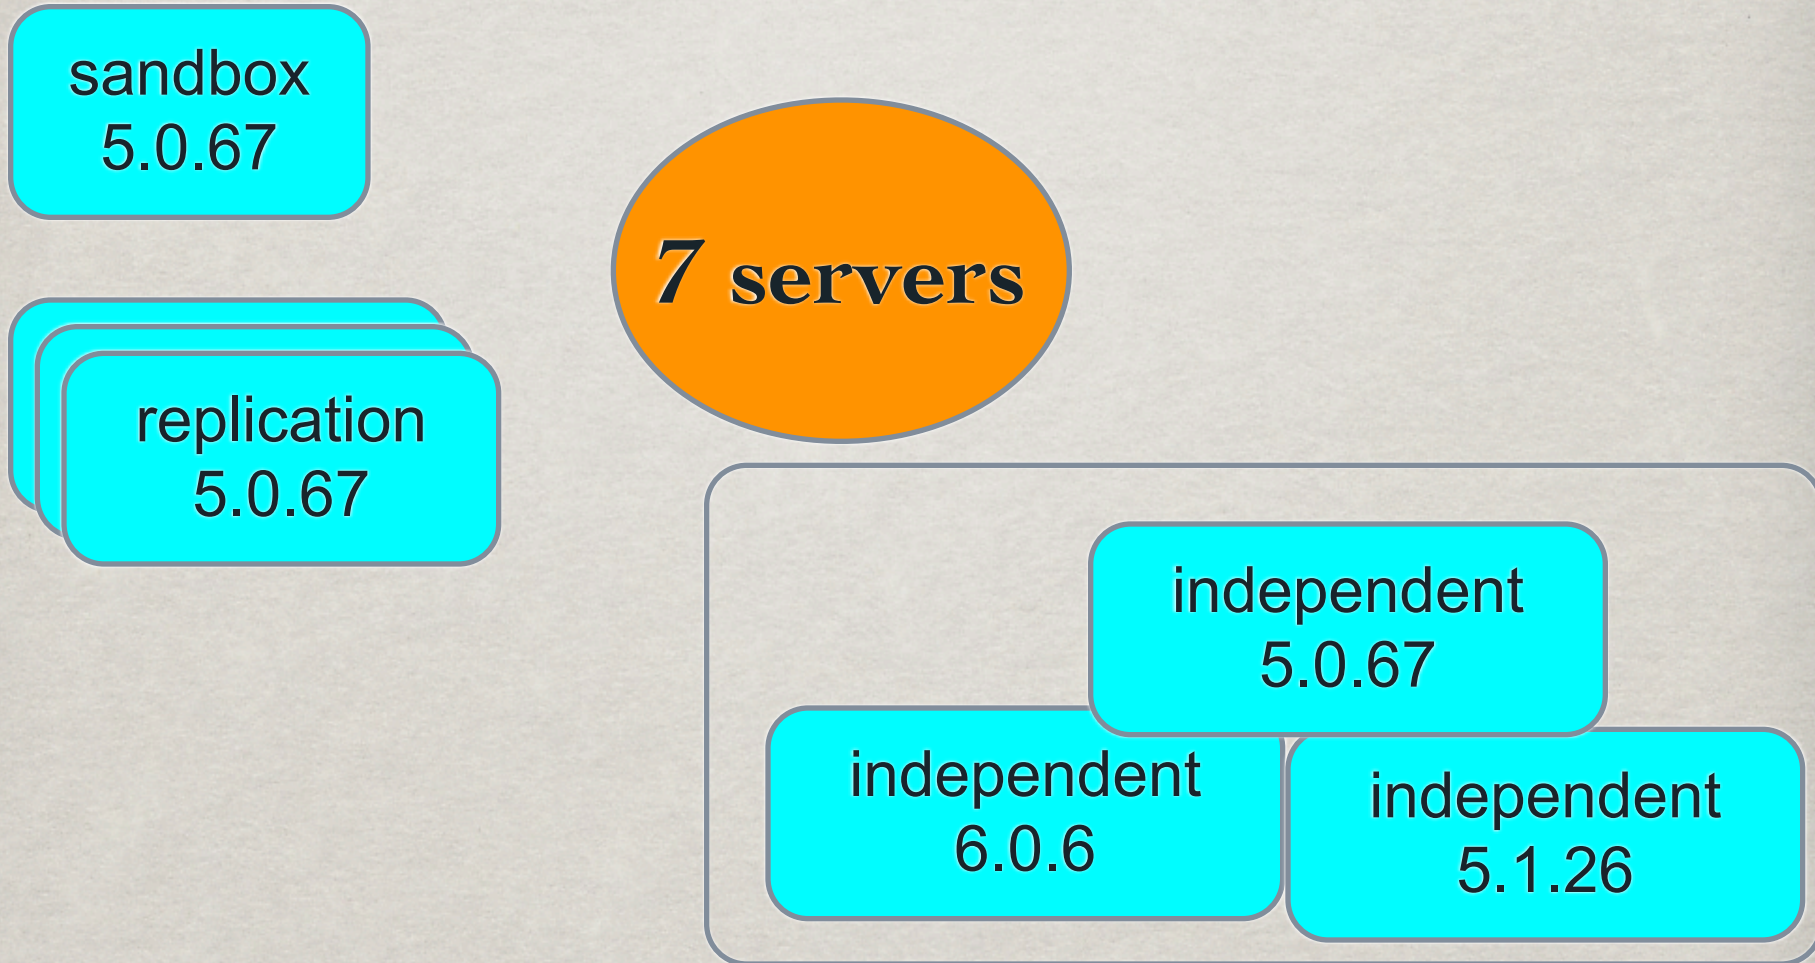 sandbox
5.0.67
7 servers
replication
5.0.67
independent
5.0.67
independent
6.0.6
independent
5.1.26